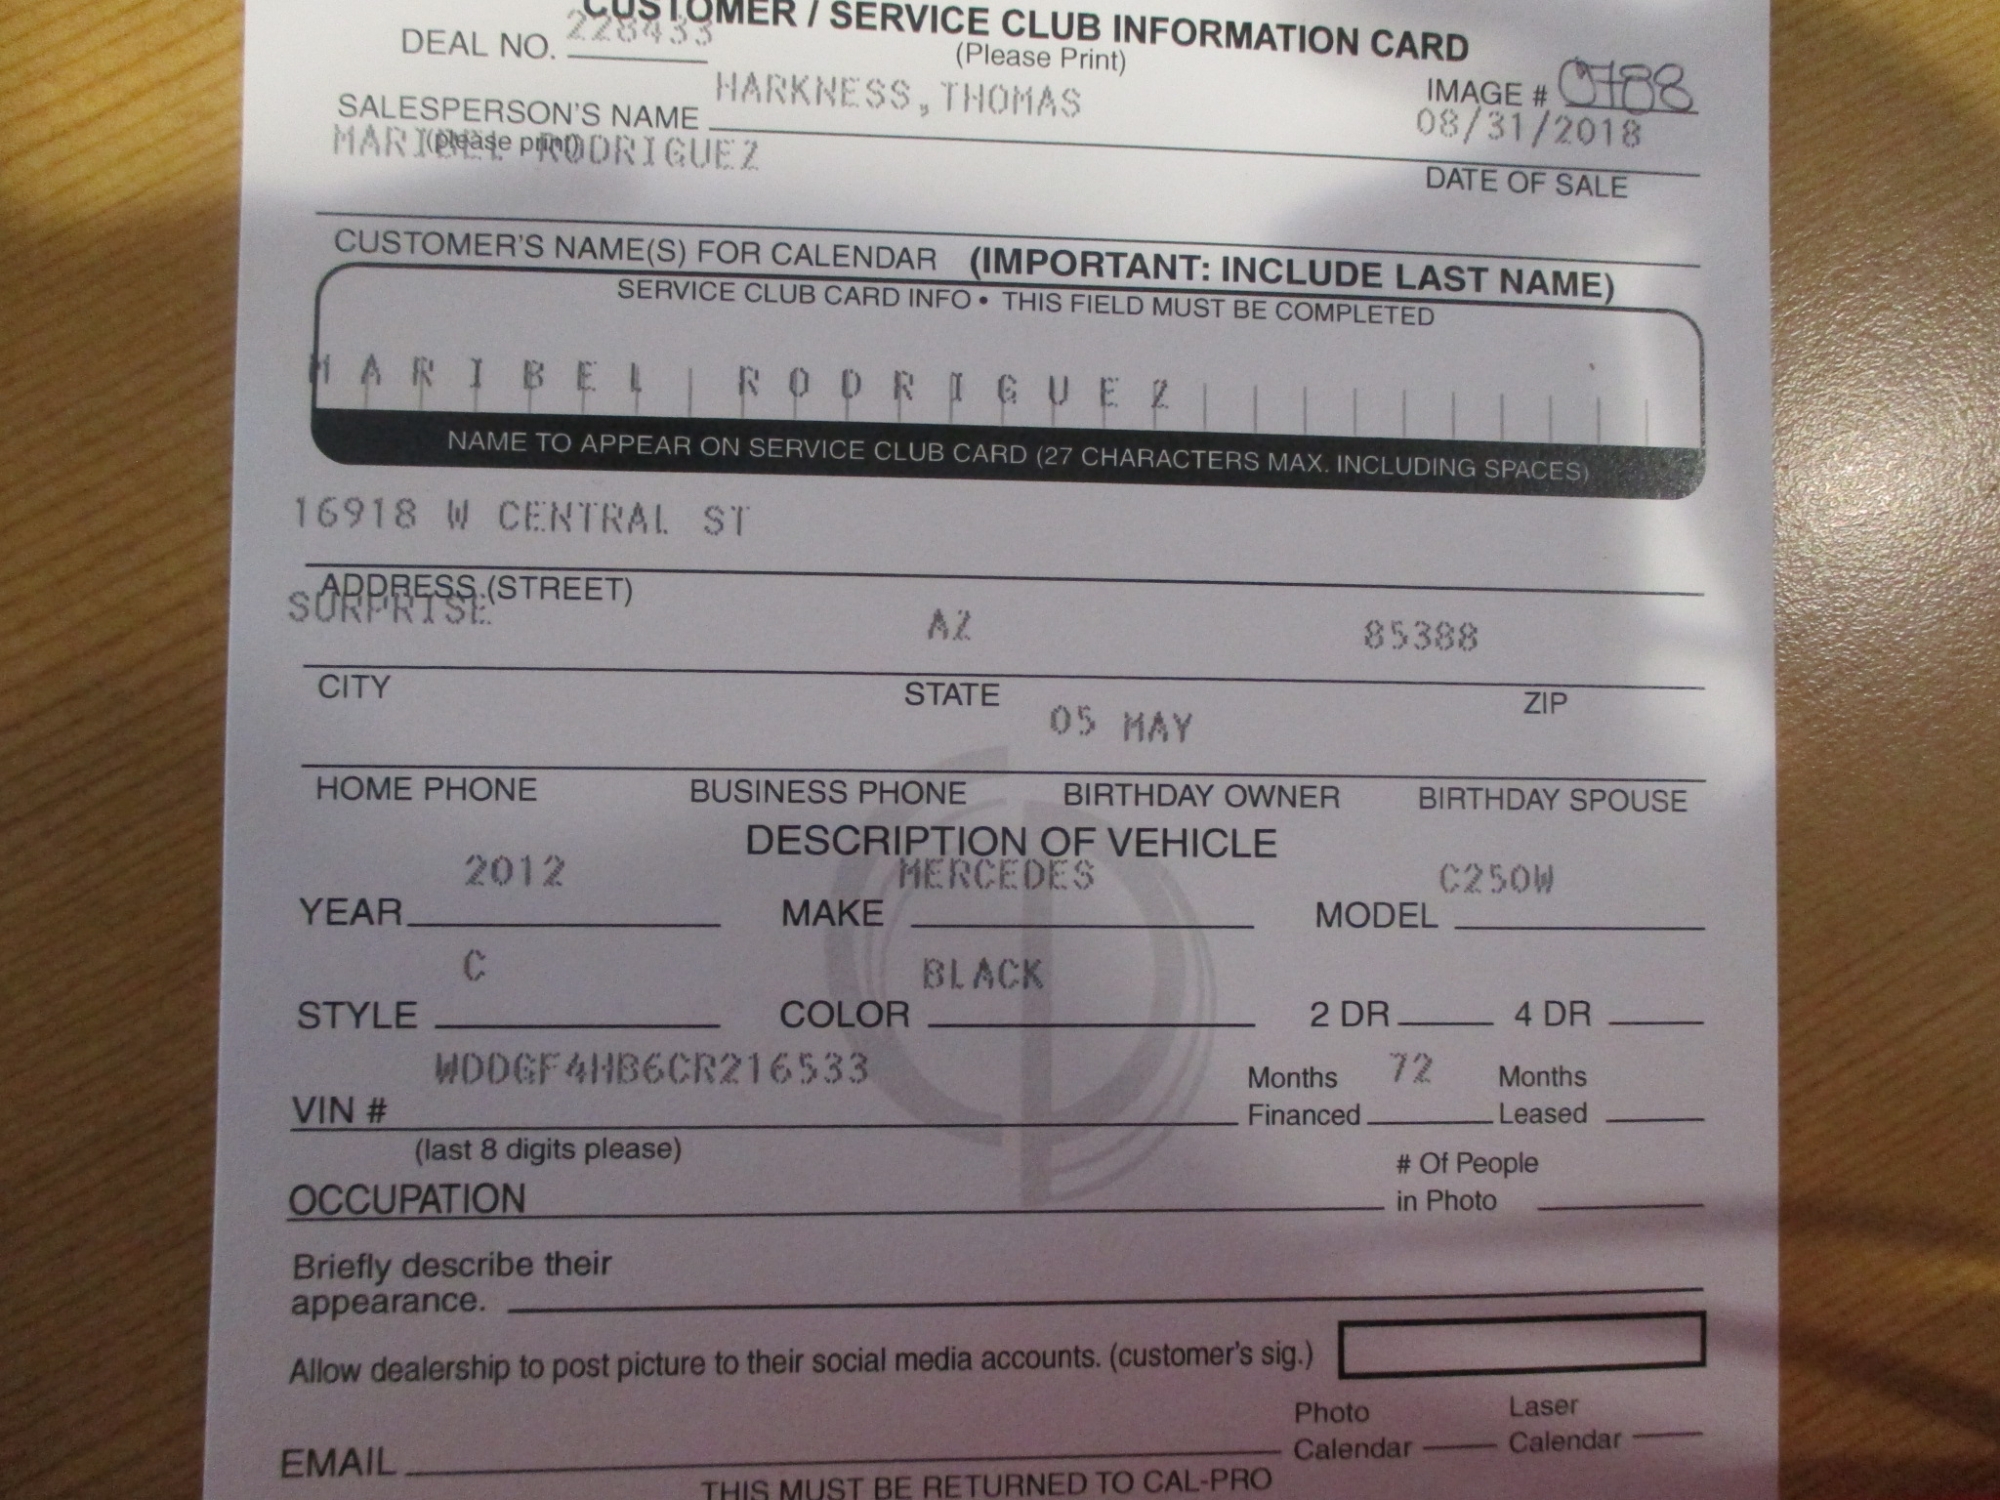 CUSTOMER / SERVICE CLUB INFORMATION CARD
DEAL NO. 228433
(Please Print)
IMAGE # 0788
SALESPERSON'S NAME HARKNESS,THOMAS
(please print)
08/31/2018
MARIBEL RODRIGUEZ
DATE OF SALE
CUSTOMER'S NAME(S) FOR CALENDAR (IMPORTANT: INCLUDE LAST NAME)
SERVICE CLUB CARD INFO • THIS FIELD MUST BE COMPLETED
MARIBEL RODRIGUEZ
NAME TO APPEAR ON SERVICE CLUB CARD (27 CHARACTERS MAX. INCLUDING SPACES)
16918 W CENTRAL ST
ADDRESS (STREET)
SURPRISE AZ 85388
CITY STATE ZIP
05 MAY
HOME PHONE BUSINESS PHONE BIRTHDAY OWNER BIRTHDAY SPOUSE
DESCRIPTION OF VEHICLE
2012 MERCEDES C250W
YEAR MAKE MODEL
C BLACK
STYLE COLOR 2 DR 4 DR
WDDGF4HB6CR216533 72
VIN # Months Financed Months Leased
(last 8 digits please)
OCCUPATION # Of People in Photo
Briefly describe their
appearance.
Allow dealership to post picture to their social media accounts. (customer's sig.)
EMAIL Photo Calendar Laser Calendar
THIS MUST BE RETURNED TO CAL-PRO